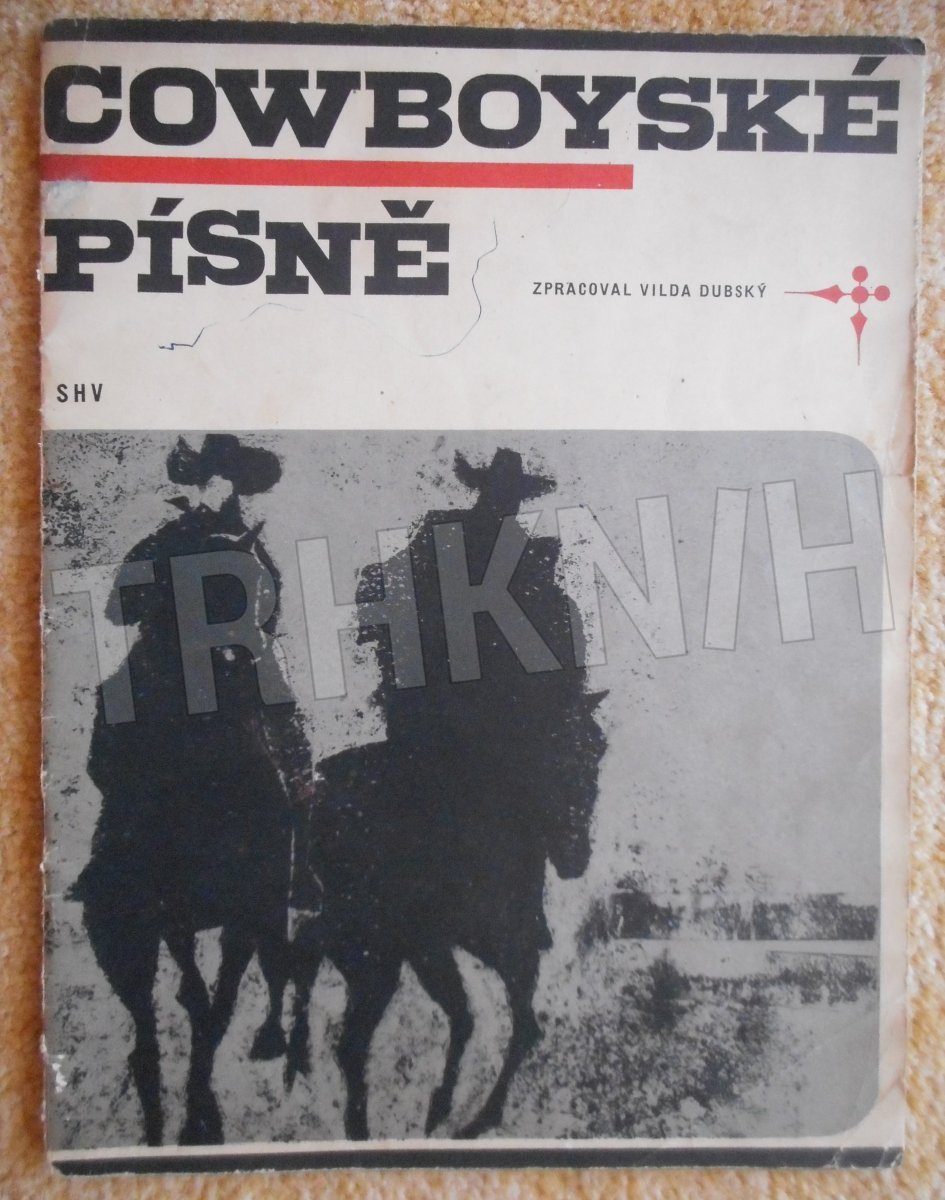 COWBOYSKÉ
PÍSNĚ
ZPRACOVAL VILDA DUBSKÝ
SHV
TRHKNIH